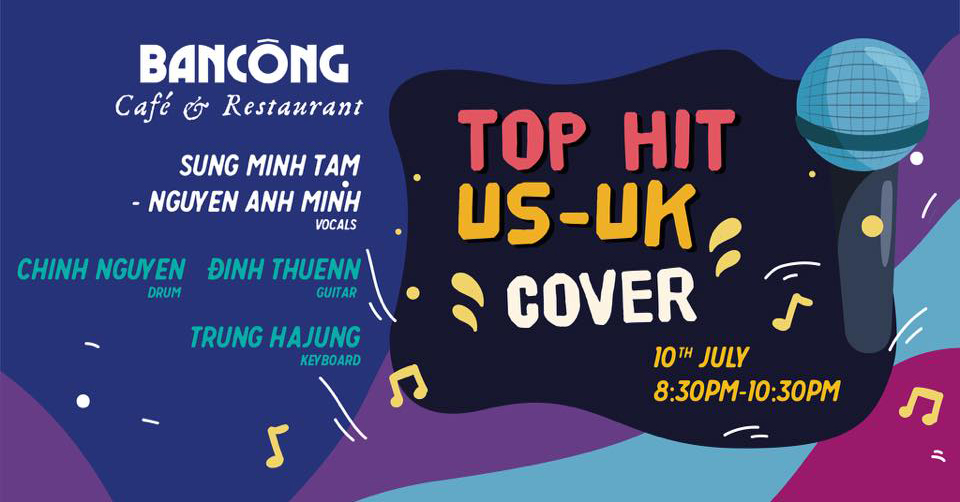 BANCÔNG
Café & Restaurant
SUNG MINH TAM
- NGUYEN ANH MINH
VOCALS
CHINH NGUYEN
DRUM
ĐINH THUENN
GUITAR
TRUNG HAJUNG
KEYBOARD
TOP HIT
US-UK
COVER
10TH JULY
8:30PM-10:30PM